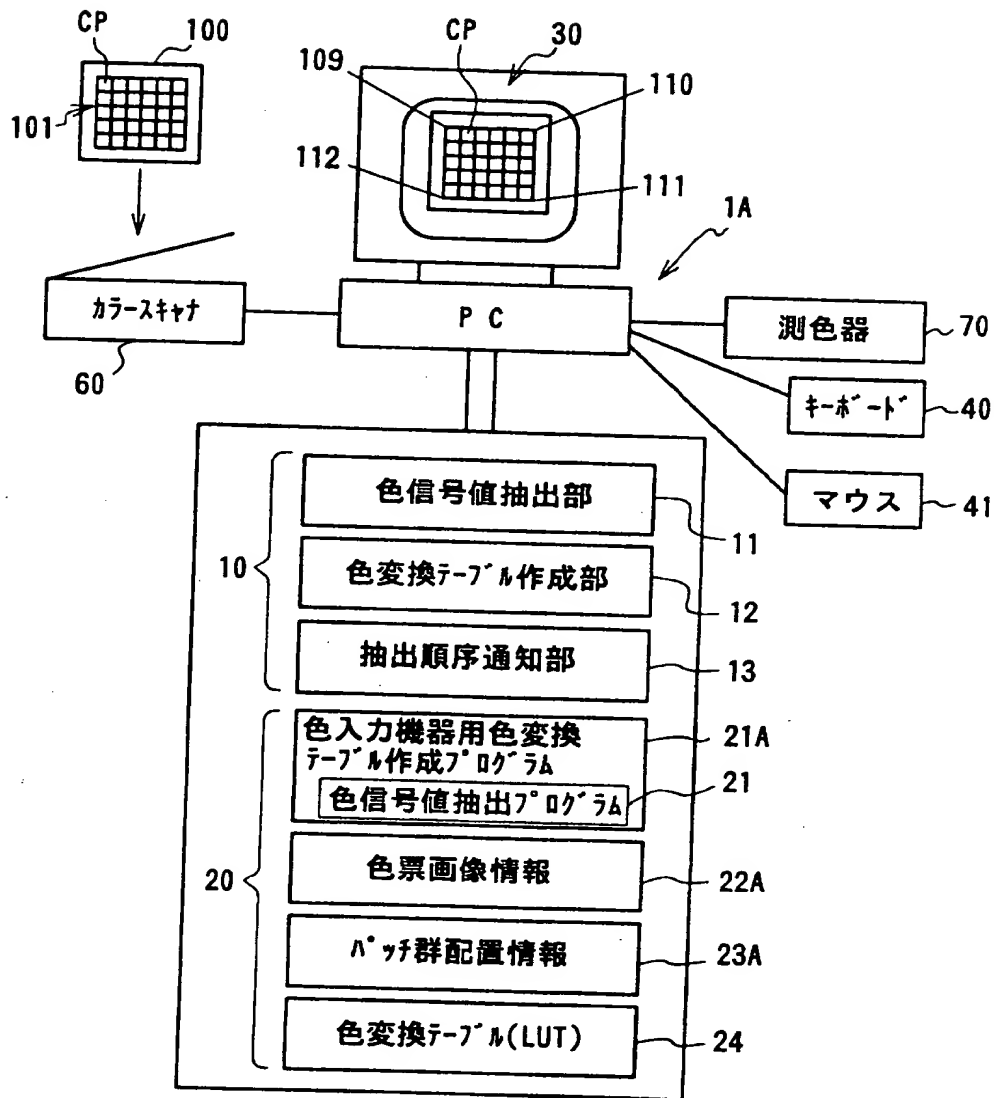 CP
100
101
CP
30
109
110
112
111
1A
カラースキャナ
60
PC
測色器
70
キーボード
40
マウス
41
10
色信号値抽出部
11
色変換テーブル作成部
12
抽出順序通知部
13
20
色入力機器用色変換
テーブル作成プログラム
21A
色信号値抽出プログラム
21
色票画像情報
22A
パッチ群配置情報
23A
色変換テーブル(LUT)
24